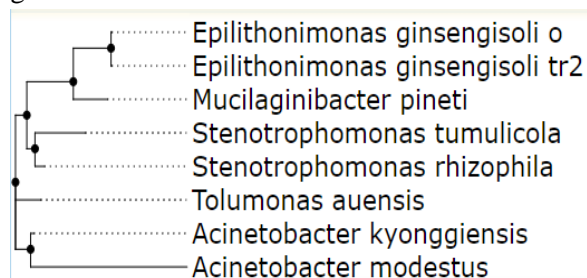 Epilithonimonas ginsengisoli o
Epilithonimonas ginsengisoli tr2
Mucilaginibacter pineti
Stenotrophomonas tumulicola
Stenotrophomonas rhizophila
Tolumonas auensis
Acinetobacter kyonggiensis
Acinetobacter modestus